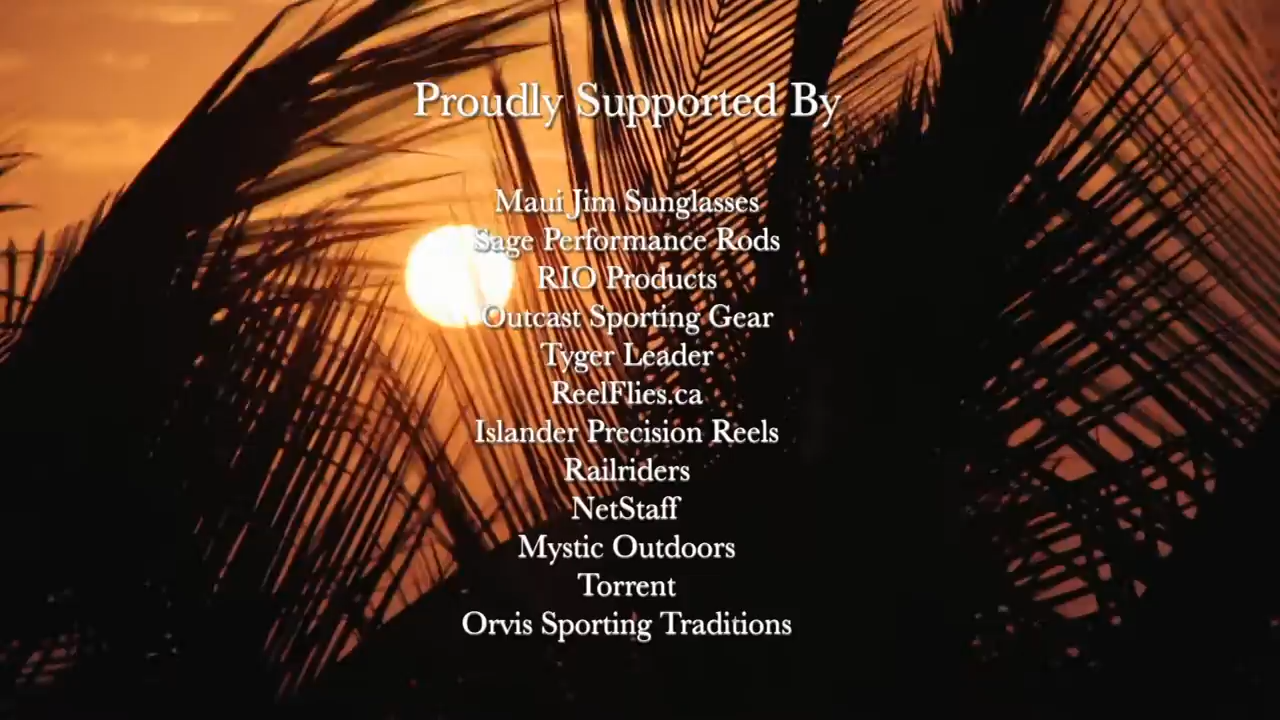 Proudly Supported By
Maui Jim Sunglasses
Sage Performance Rods
RIO Products
Outcast Sporting Gear
Tyger Leader
ReelFlies.ca
Islander Precision Reels
Railriders
NetStaff
Mystic Outdoors
Torrent
Orvis Sporting Traditions